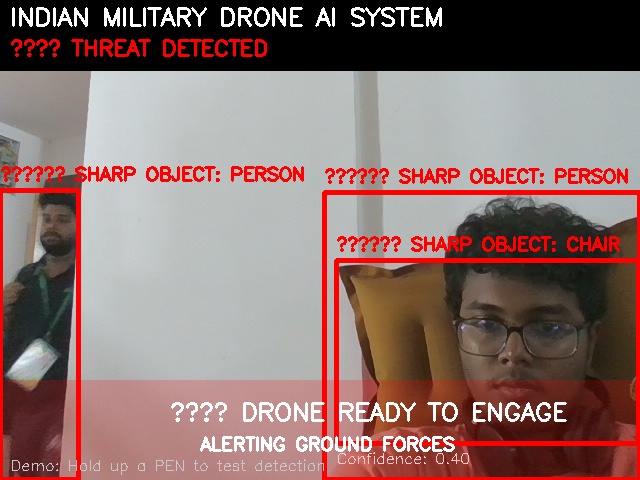 INDIAN MILITARY DRONE AI SYSTEM
???? THREAT DETECTED
?????? SHARP OBJECT: PERSON
?????? SHARP OBJECT: PERSON
?????? SHARP OBJECT: CHAIR
???? DRONE READY TO ENGAGE
ALERTING GROUND FORCES
Confidence: 0.40
Demo: Hold up a PEN to test detection